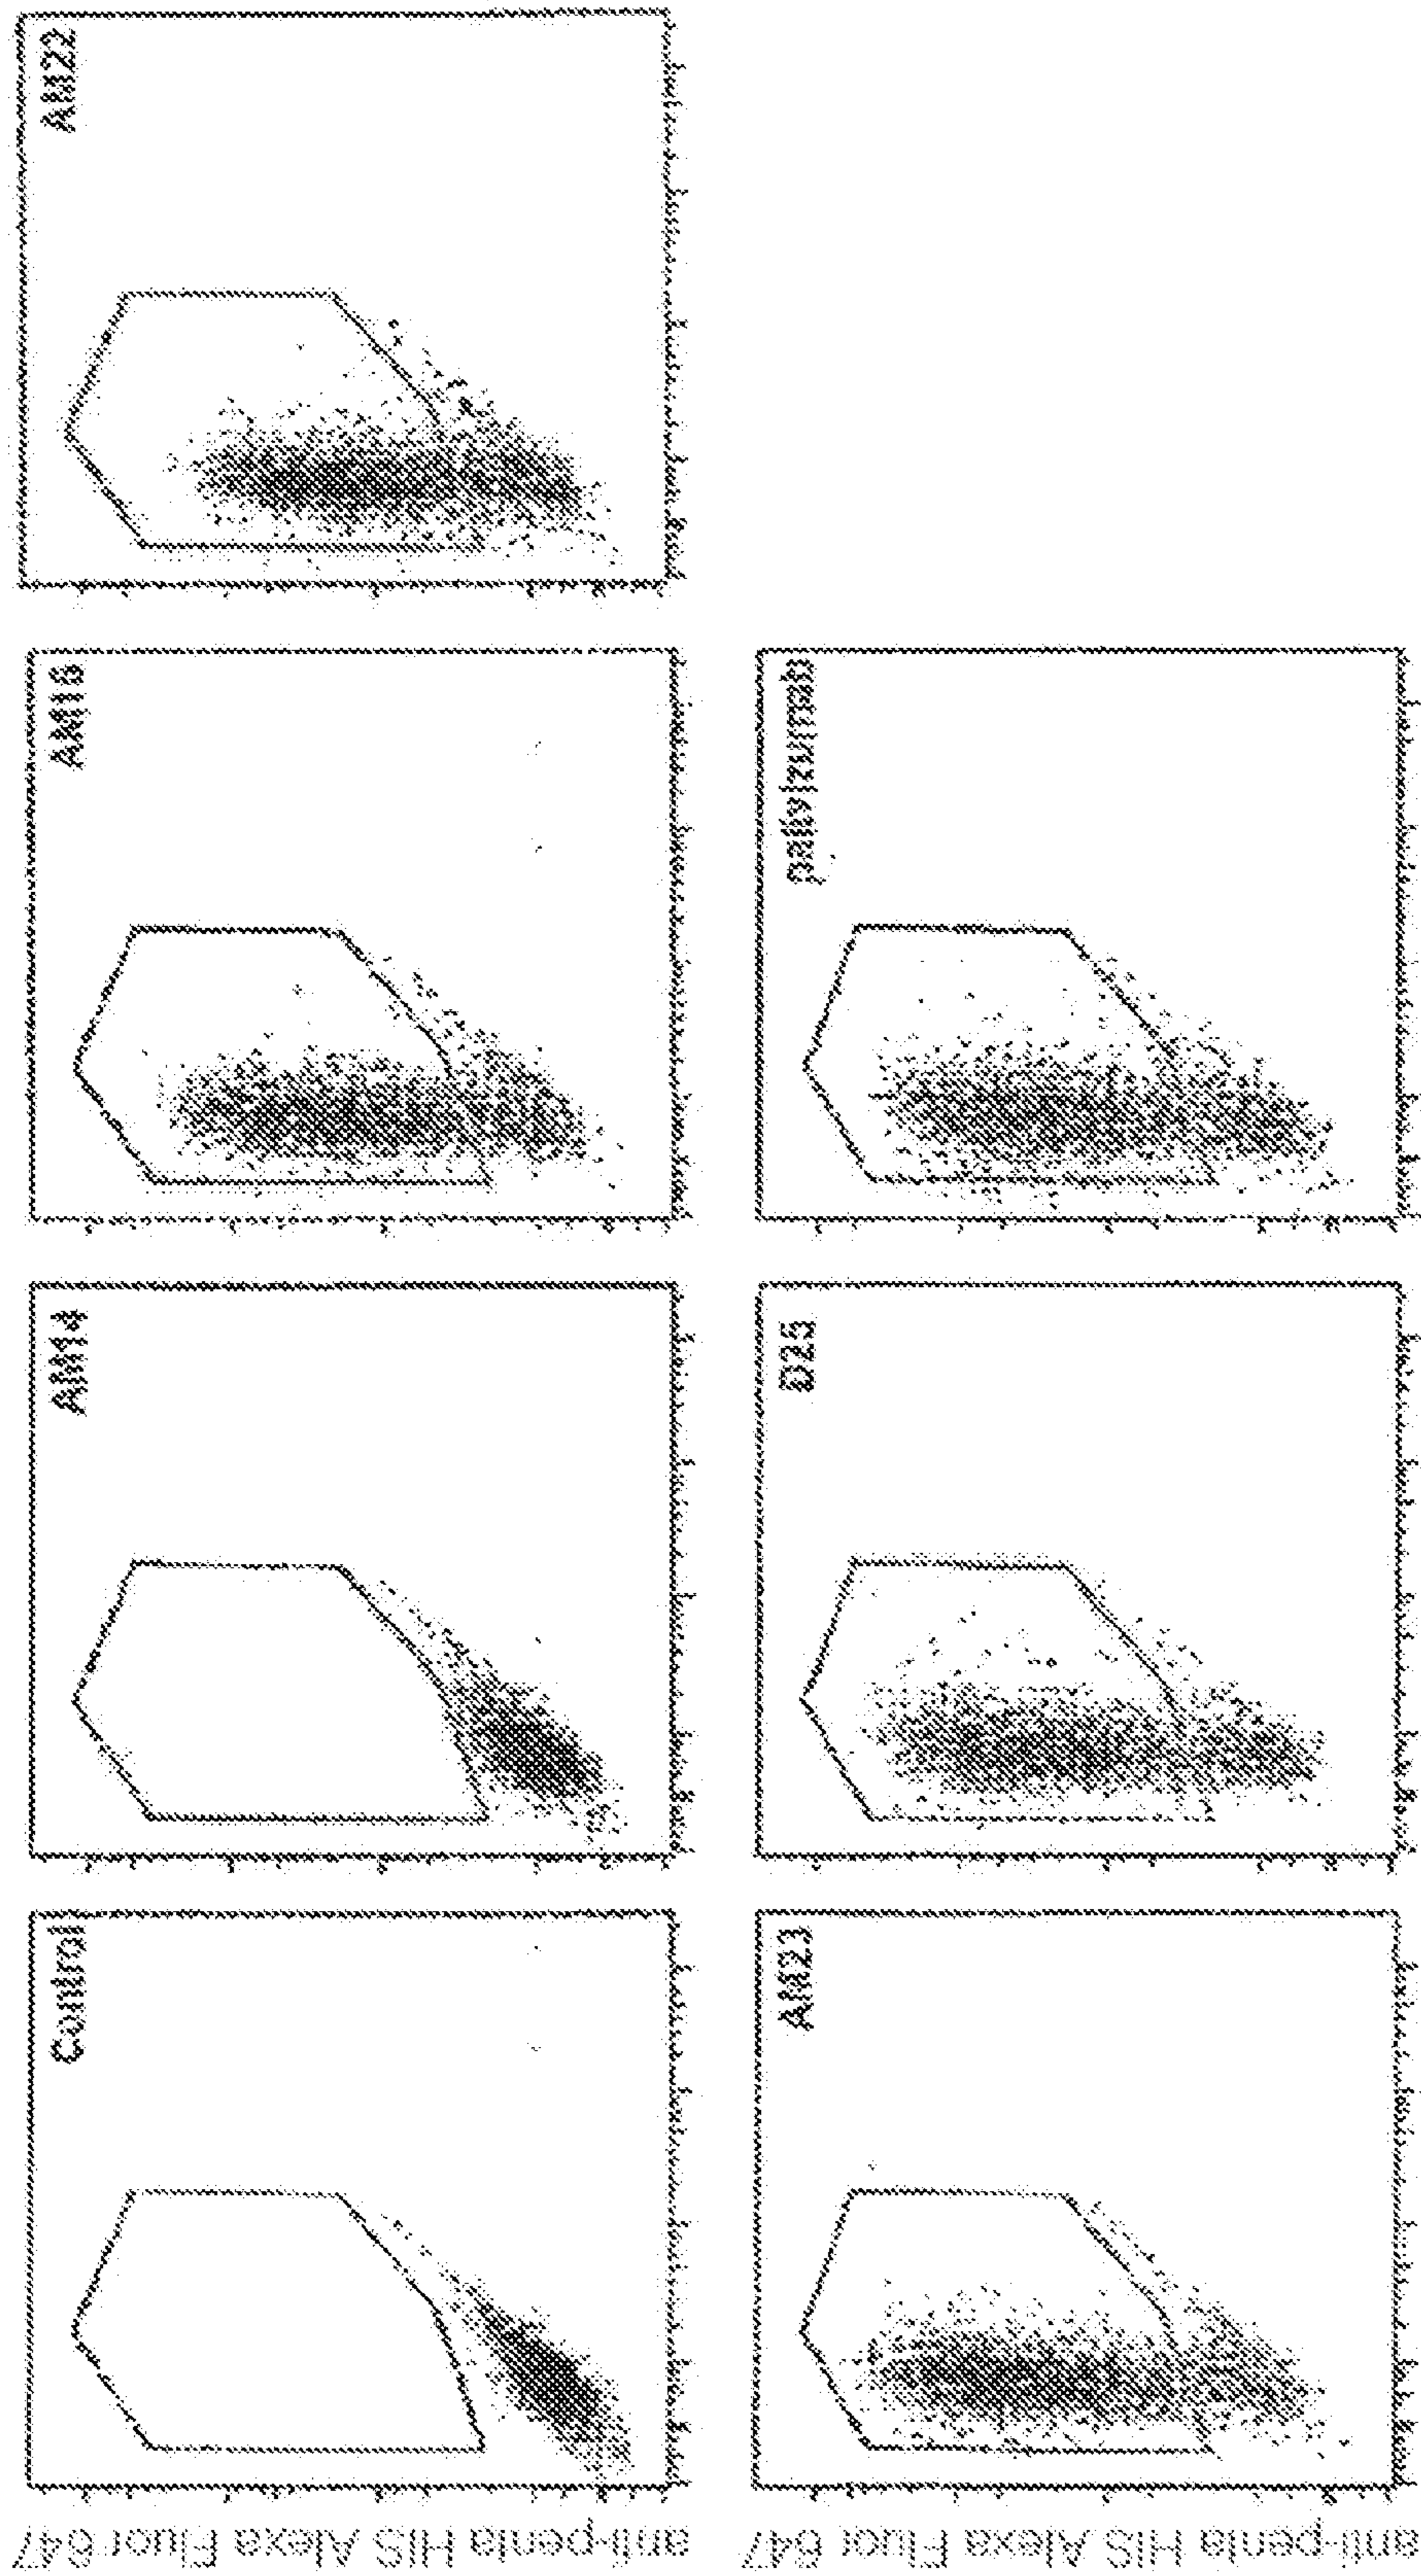 Control
AM14
AM16
AM22
anti-penta HIS Alexa Fluor 647
AM23
D25
palivizumab
anti-penta HIS Alexa Fluor 647